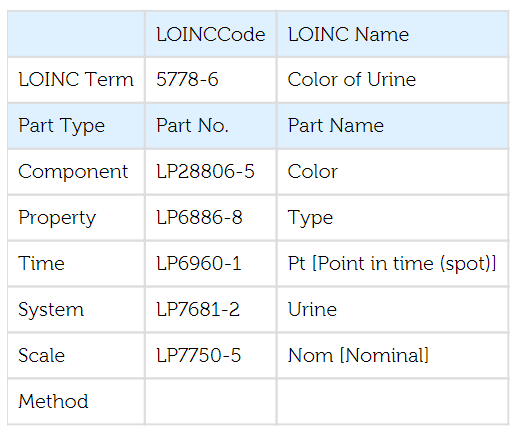 LOINCCode LOINC Name
LOINC Term 5778-6 Color of Urine
Part Type Part No. Part Name
Component LP28806-5 Color
Property LP6886-8 Type
Time LP6960-1 Pt [Point in time (spot)]
System LP7681-2 Urine
Scale LP7750-5 Nom [Nominal]
Method